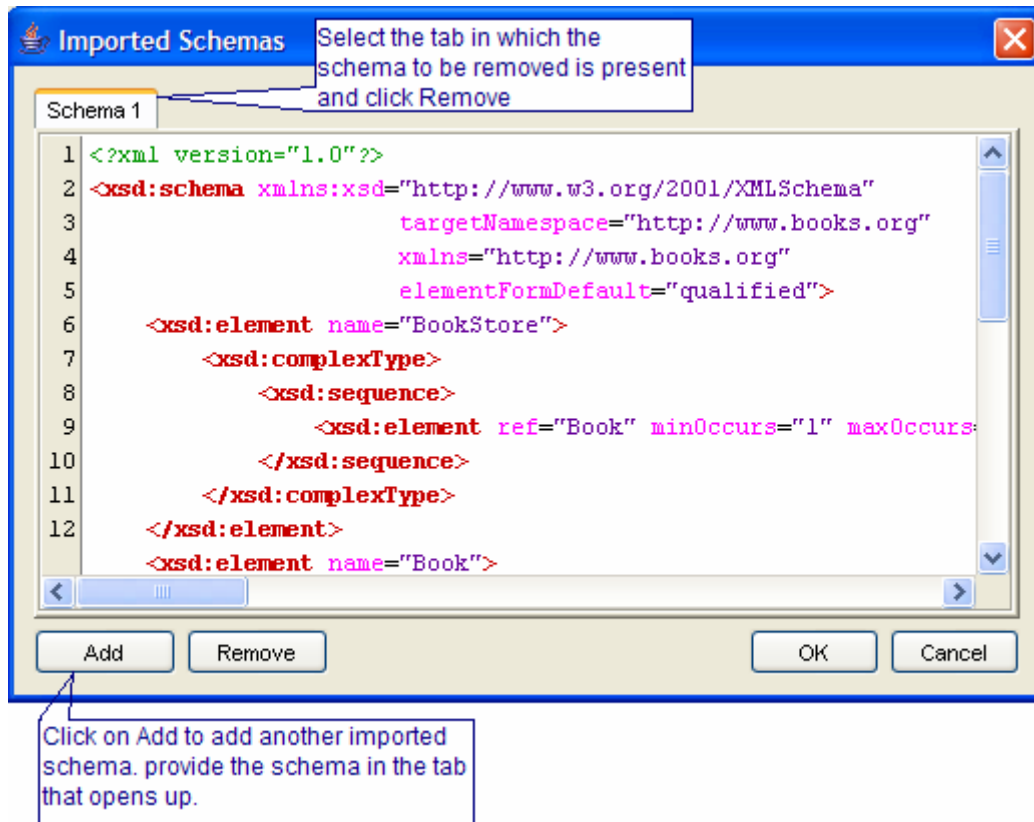 Imported Schemas
Select the tab in which the
schema to be removed is present
and click Remove
Schema 1
1 <?xml version="1.0"?>
2 <xsd:schema xmlns:xsd="http://www.w3.org/2001/XMLSchema"
3 targetNamespace="http://www.books.org"
4 xmlns="http://www.books.org"
5 elementFormDefault="qualified">
6 <xsd:element name="BookStore">
7 <xsd:complexType>
8 <xsd:sequence>
9 <xsd:element ref="Book" minOccurs="1" maxOccurs=
10 </xsd:sequence>
11 </xsd:complexType>
12 </xsd:element>
<xsd:element name="Book">
Add Remove OK Cancel
Click on Add to add another imported
schema. provide the schema in the tab
that opens up.